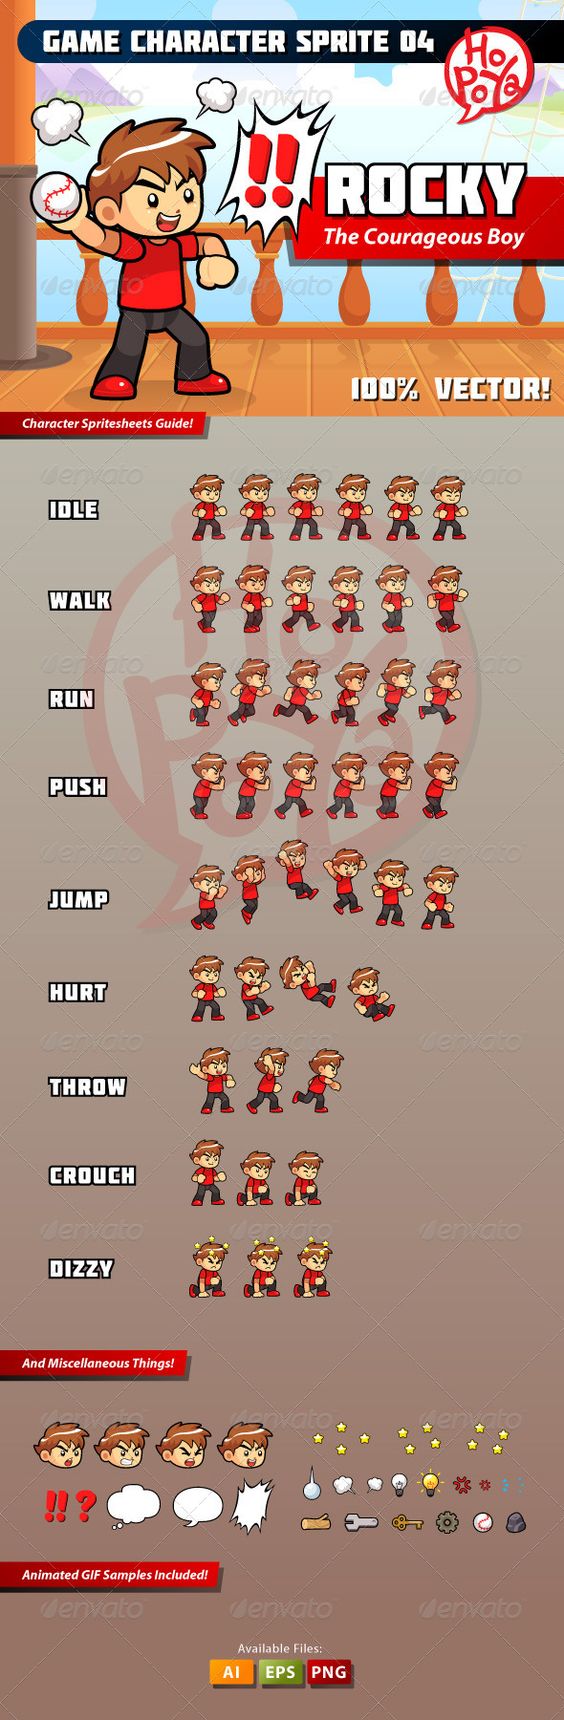 GAME CHARACTER SPRITE 04
HoPoYa
!!
ROCKY
The Courageous Boy
100% VECTOR!
Character Spritesheets Guide!
IDLE
WALK
RUN
PUSH
JUMP
HURT
THROW
CROUCH
DIZZY
And Miscellaneous Things!
!! ?
Animated GIF Samples Included!
envato
Available Files:
AI EPS PNG